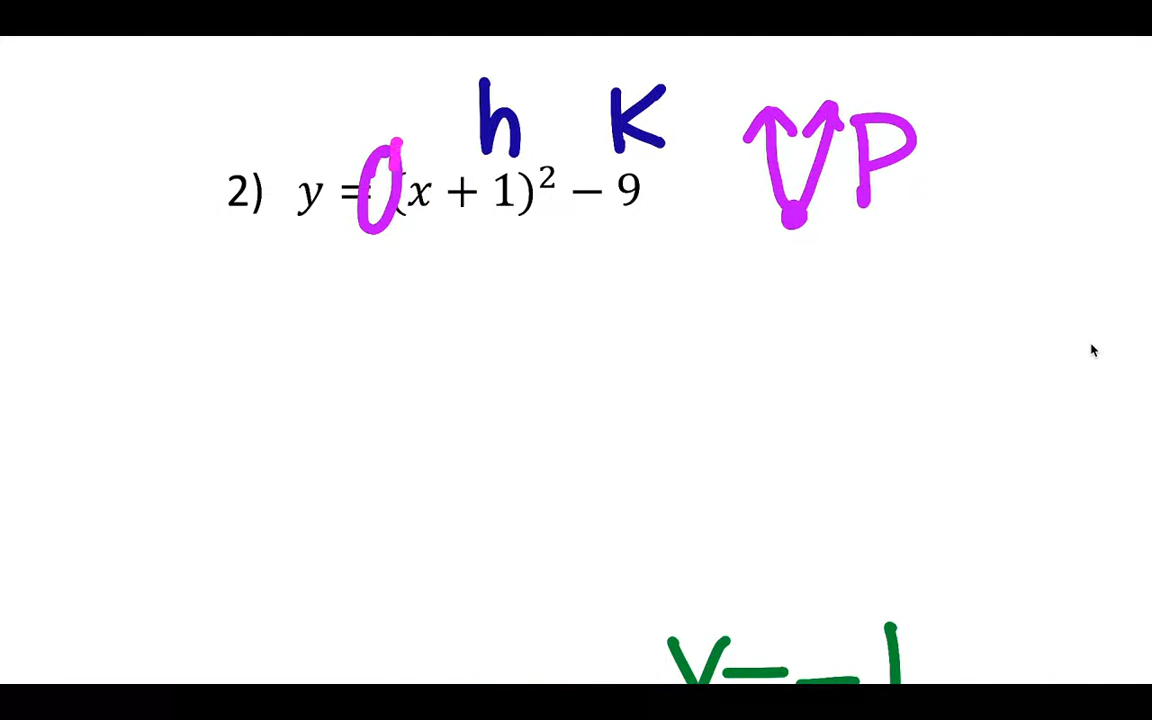 h K
2) y = (x + 1)² − 9 P